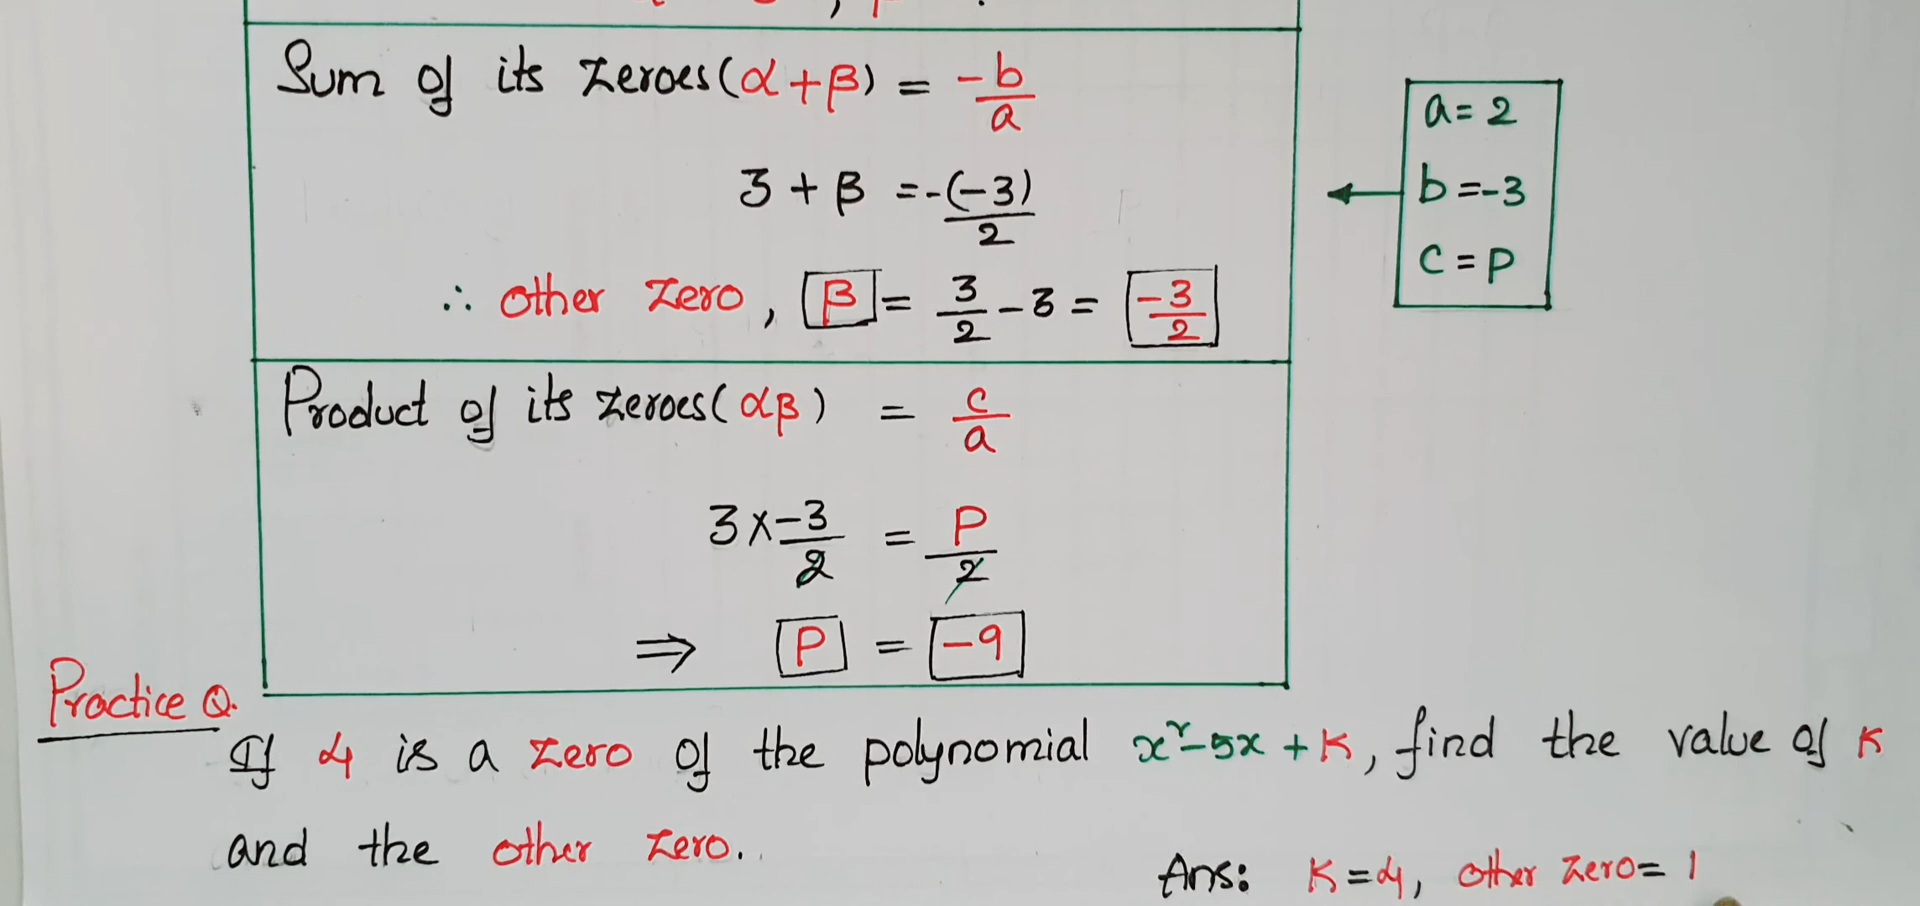 Sum of its zeroes(α+β) = -b/a
a=2
3 + β = -(-3)/2
b=-3
c=P
∴ other zero, β = 3/2 - 3 = -3/2
Product of its zeroes(αβ) = c/a
3×-3/2 = P/2
⇒ P = -9
Practice Q.
If 4 is a zero of the polynomial x²-5x+K, find the value of K
and the other zero.
Ans: K=4, other zero= 1